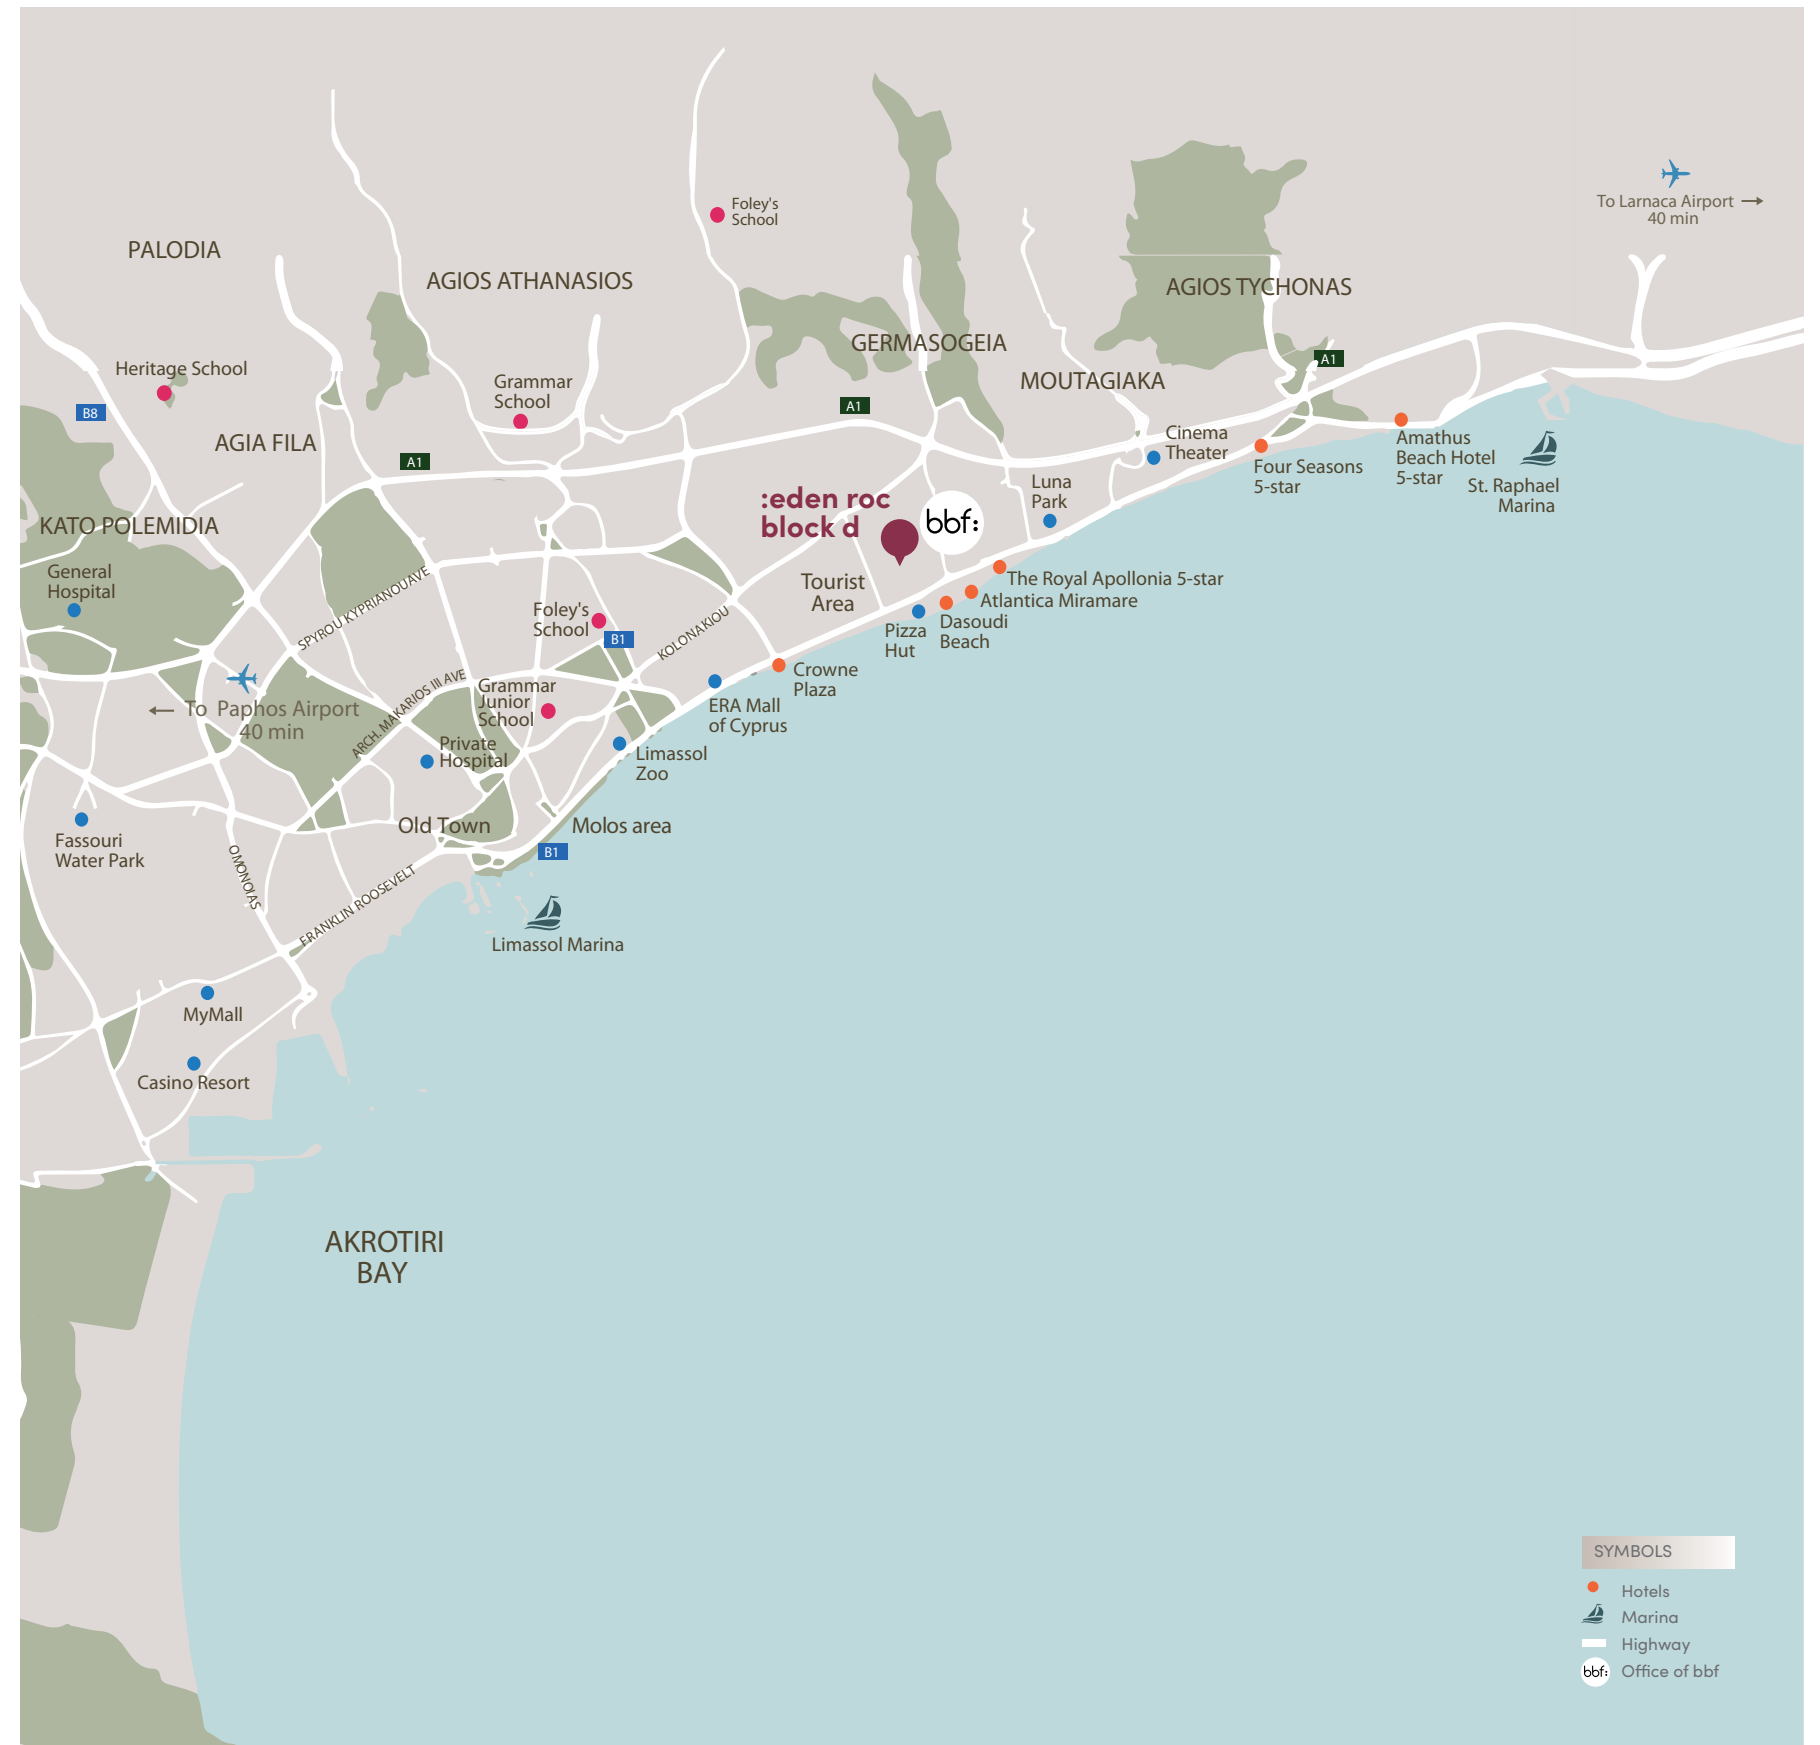 To Larnaca Airport
40 min
Foley's
School
PALODIA
AGIOS ATHANASIOS
AGIOS TYCHONAS
GERMASOGEIA
MOUTAGIAKA
A1
Heritage School
B8
Grammar
School
A1
AGIA FILA
A1
Cinema
Theater
Four Seasons
5-star
Amathus
Beach Hotel
5-star
St. Raphael
Marina
Luna
Park
:eden roc
block d
bbf:
KATO POLEMIDIA
General
Hospital
SPYROU KYPRIANOUAVE
Tourist
Area
The Royal Apollonia 5-star
Atlantica Miramare
Dasoudi
Beach
Pizza
Hut
Foley's
School
B1
KOLONAKIOU
Crowne
Plaza
ERA Mall
of Cyprus
ARCH. MAKARIOS III AVE
Grammar
Junior
School
To Paphos Airport
40 min
Private
Hospital
Limassol
Zoo
Old Town
Molos area
B1
Fassouri
Water Park
OMONOIAS
FRANKLIN ROOSEVELT
Limassol Marina
MyMall
Casino Resort
AKROTIRI
BAY
SYMBOLS
Hotels
Marina
Highway
bbf: Office of bbf